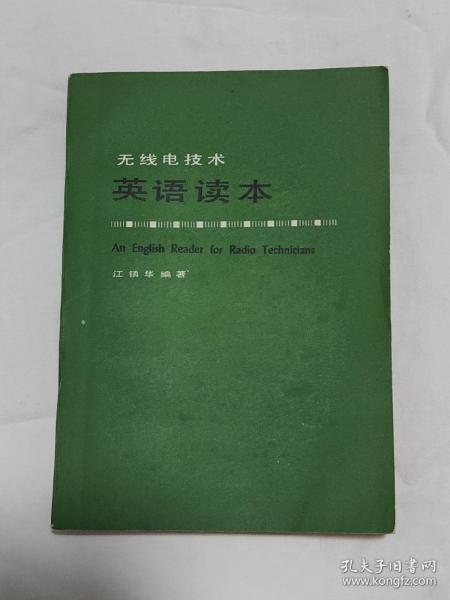 无线电技术
英语读本
An English Reader for Radio Technicians
江镇华编著
孔夫子旧书网
www.kongfz.com